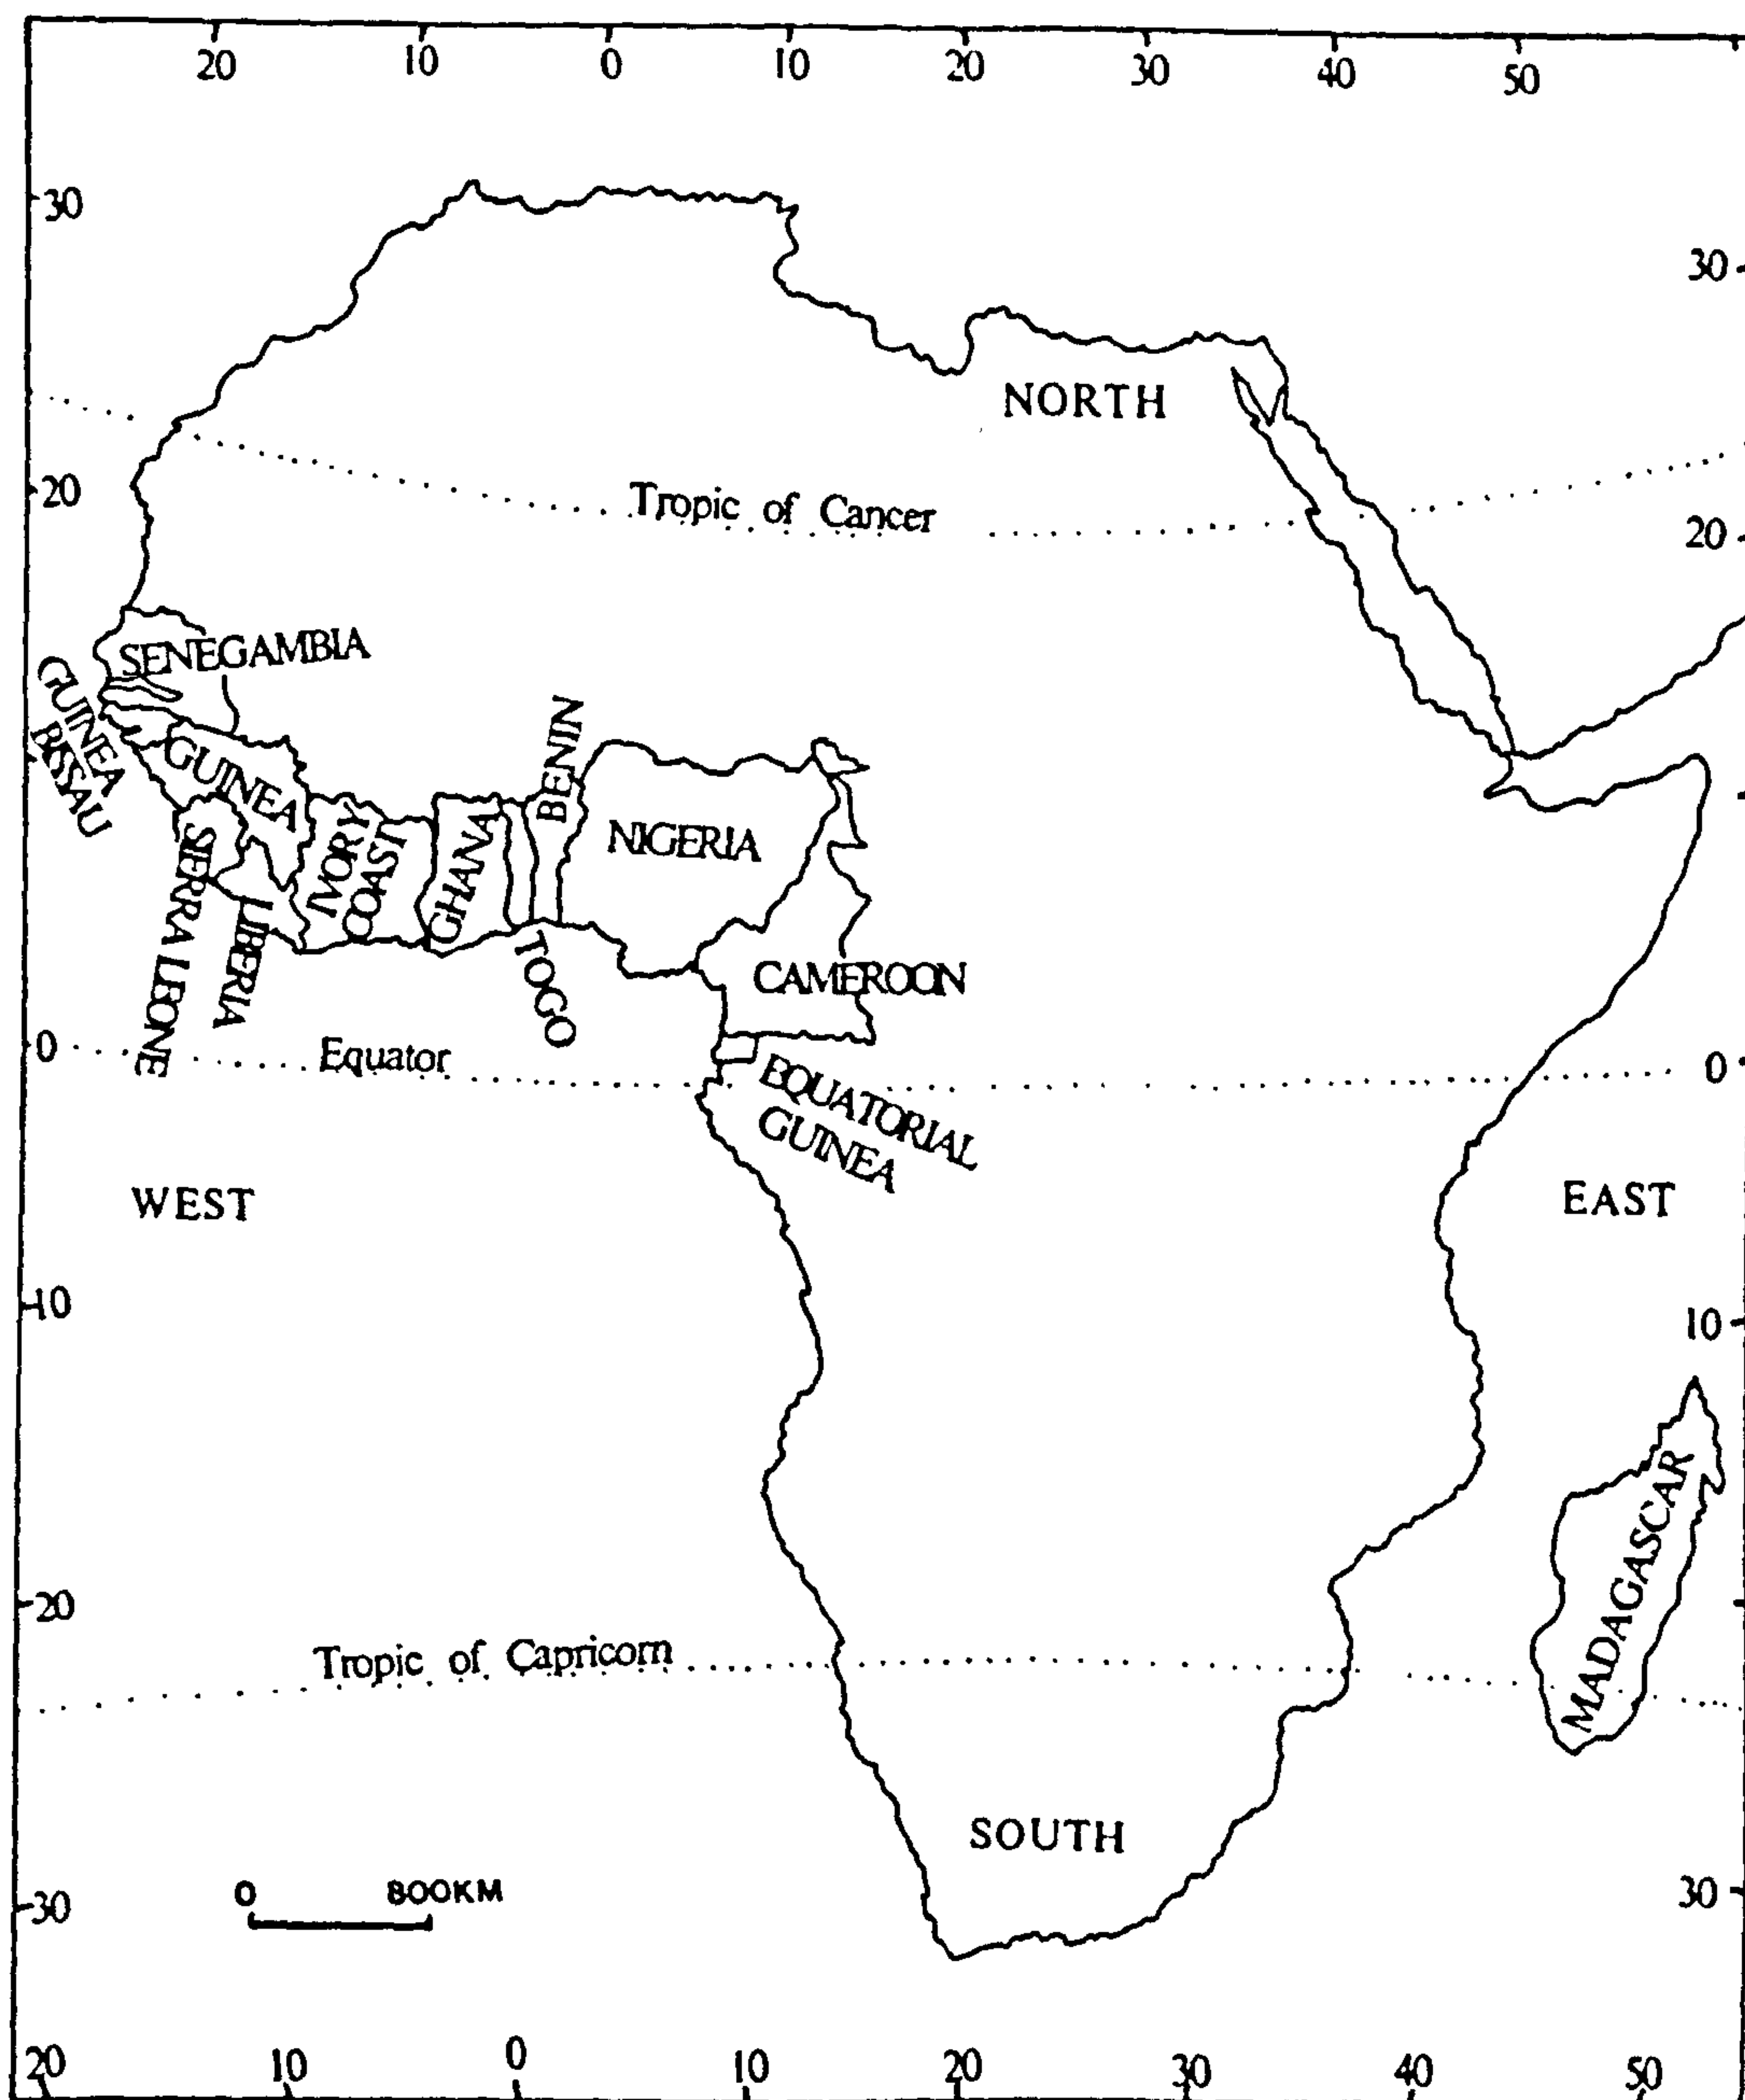 20 10 0 10 20 30 40 50
30
30
NORTH
20
Tropic of Cancer
20
SENEGAMBIA
GUINEA
BISSAU
GUINEA
BENIN
NIGERIA
SIERRA LEONE
LIBERIA
IVORY
COAST
GHANA
TOGO
CAMEROON
0
Equator
0
EQUATORIAL
GUINEA
WEST
EAST
10
10
MADAGASCAR
20
Tropic of Capricorn
SOUTH
0 800KM
30
30
20 10 0 10 20 30 40 50